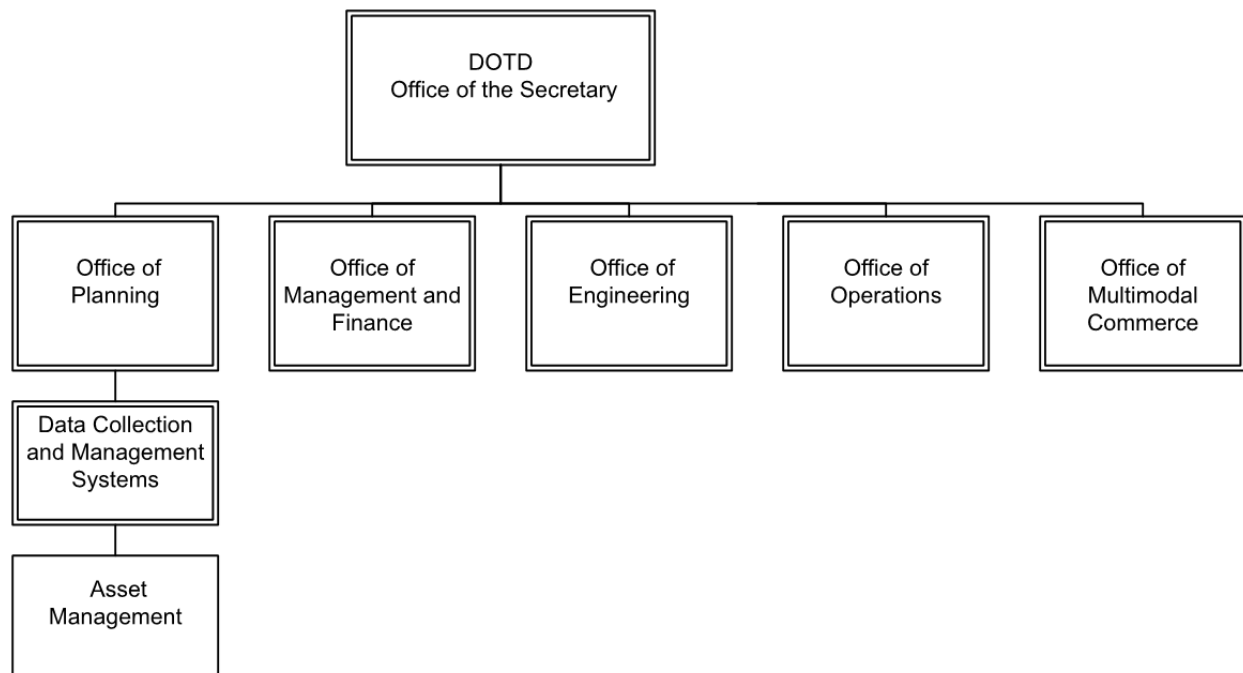 DOTD
Office of the Secretary
Office of
Planning
Office of
Management and
Finance
Office of
Engineering
Office of
Operations
Office of
Multimodal
Commerce
Data Collection
and Management
Systems
Asset
Management